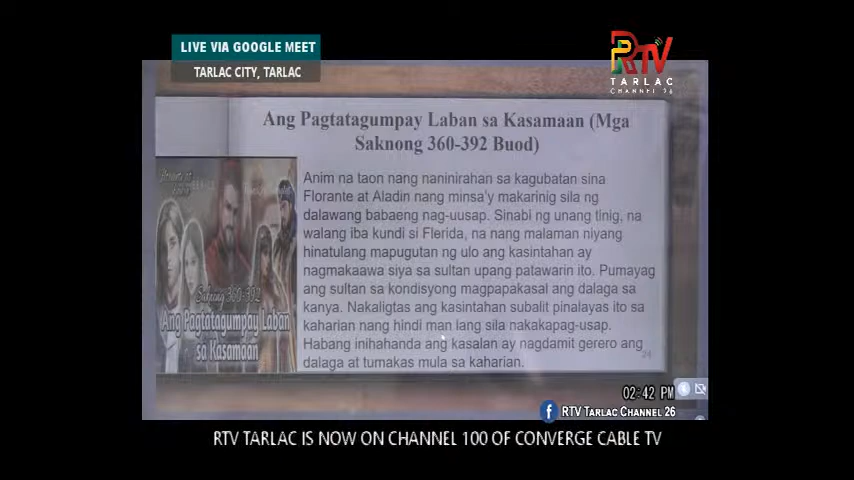 LIVE VIA GOOGLE MEET
TARLAC CITY, TARLAC
RTV
TARLAC
CHANNEL 26
Ang Pagtatagumpay Laban sa Kasamaan (Mga
Saknong 360-392 Buod)
Anim na taon nang naninirahan sa kagubatan sina
Florante at Aladin nang minsa'y makarinig sila ng
dalawang babaeng nag-uusap. Sinabi ng unang tinig, na
walang iba kundi si Flerida, na nang malaman niyang
hinatulang mapugutan ng ulo ang kasintahan ay
nagmakaawa siya sa sultan upang patawarin ito. Pumayag
ang sultan sa kondisyong magpapakasal ang dalaga sa
kanya. Nakaligtas ang kasintahan subalit pinalayas ito sa
kaharian nang hindi man lang sila nakakapag-usap.
Habang inihahanda ang kasalan ay nagdamit gerero ang
dalaga at tumakas mula sa kaharian.
24
Saknong 360-392
Ang Pagtatagumpay Laban
sa Kasamaan
02:42 PM
RTV TARLAC CHANNEL 26
RTV TARLAC IS NOW ON CHANNEL 100 OF CONVERGE CABLE TV